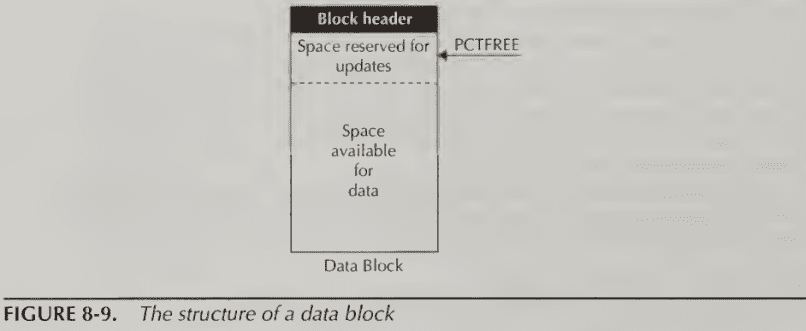 Block header
Space reserved for
updates
PCTFREE
Space
available
for
data
Data Block
FIGURE 8-9. The structure of a data block